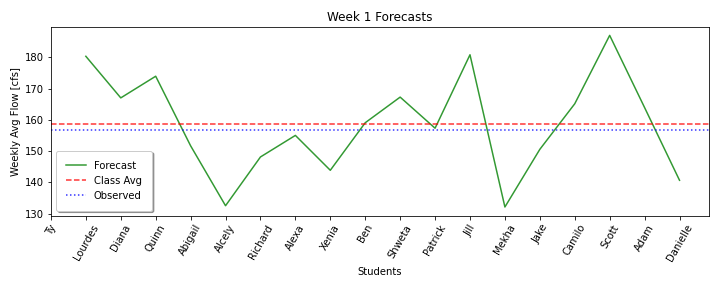 Week 1 Forecasts
Weekly Avg Flow [cfs]
180
170
160
150
140
130
Forecast
Class Avg
Observed
Ty
Lourdes
Diana
Quinn
Abigail
Alcely
Richard
Alexa
Xenia
Ben
Shweta
Patrick
Jill
Mekha
Jake
Camilo
Scott
Adam
Danielle
Students